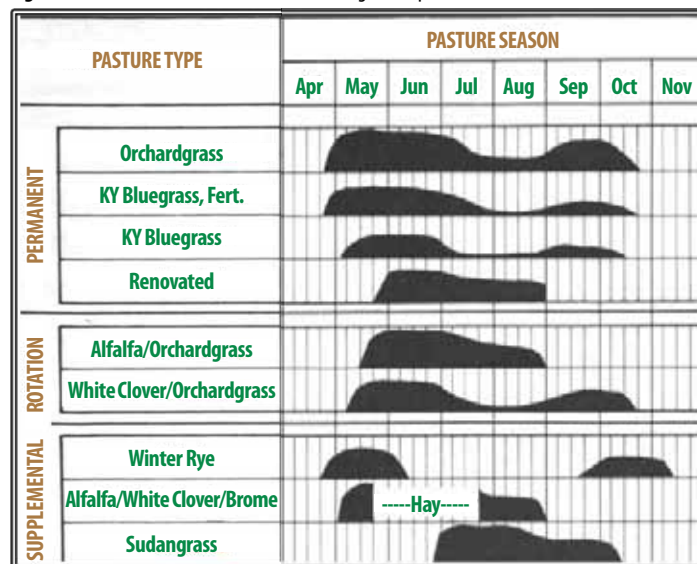 PASTURE TYPE
PASTURE SEASON
Apr May Jun Jul Aug Sep Oct Nov
PERMANENT
Orchardgrass
KY Bluegrass, Fert.
KY Bluegrass
Renovated
ROTATION
Alfalfa/Orchardgrass
White Clover/Orchardgrass
SUPPLEMENTAL
Winter Rye
Alfalfa/White Clover/Brome
-----Hay-----
Sudangrass